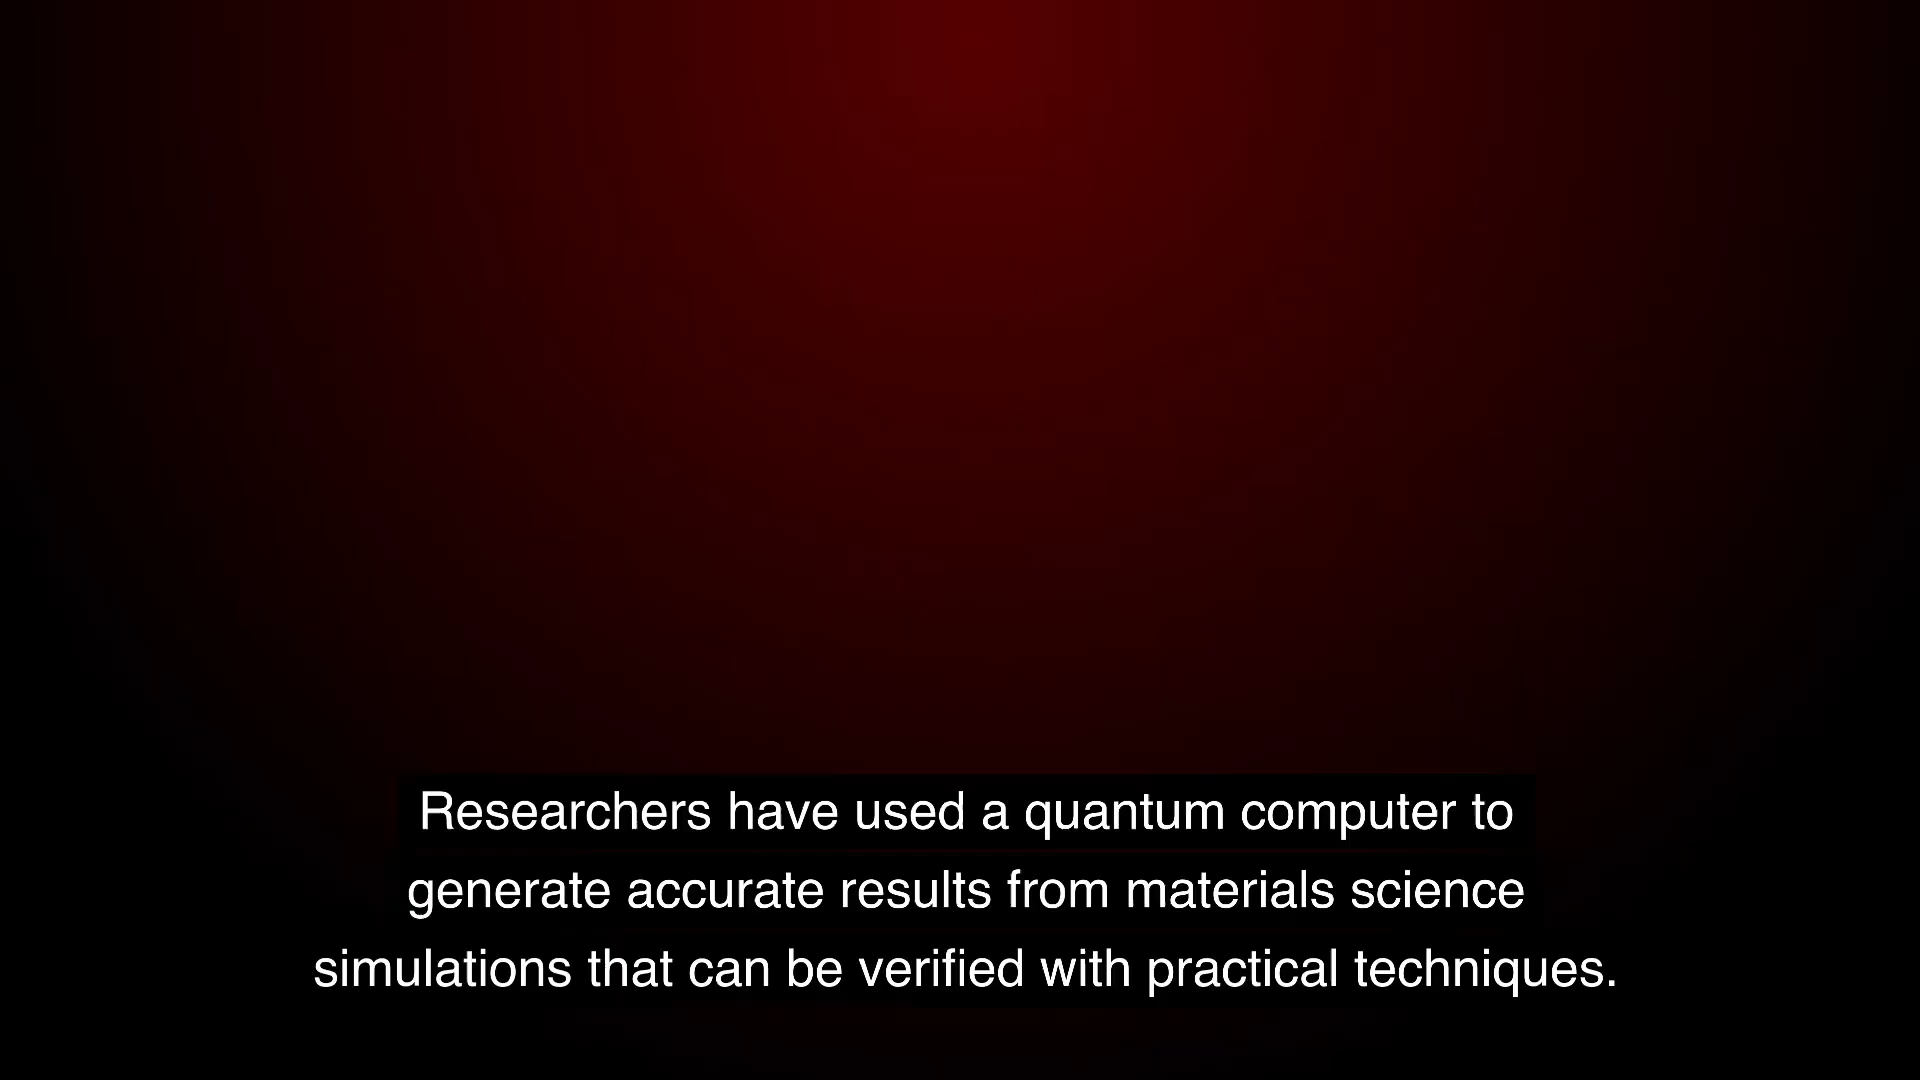 Researchers have used a quantum computer to
generate accurate results from materials science
simulations that can be verified with practical techniques.